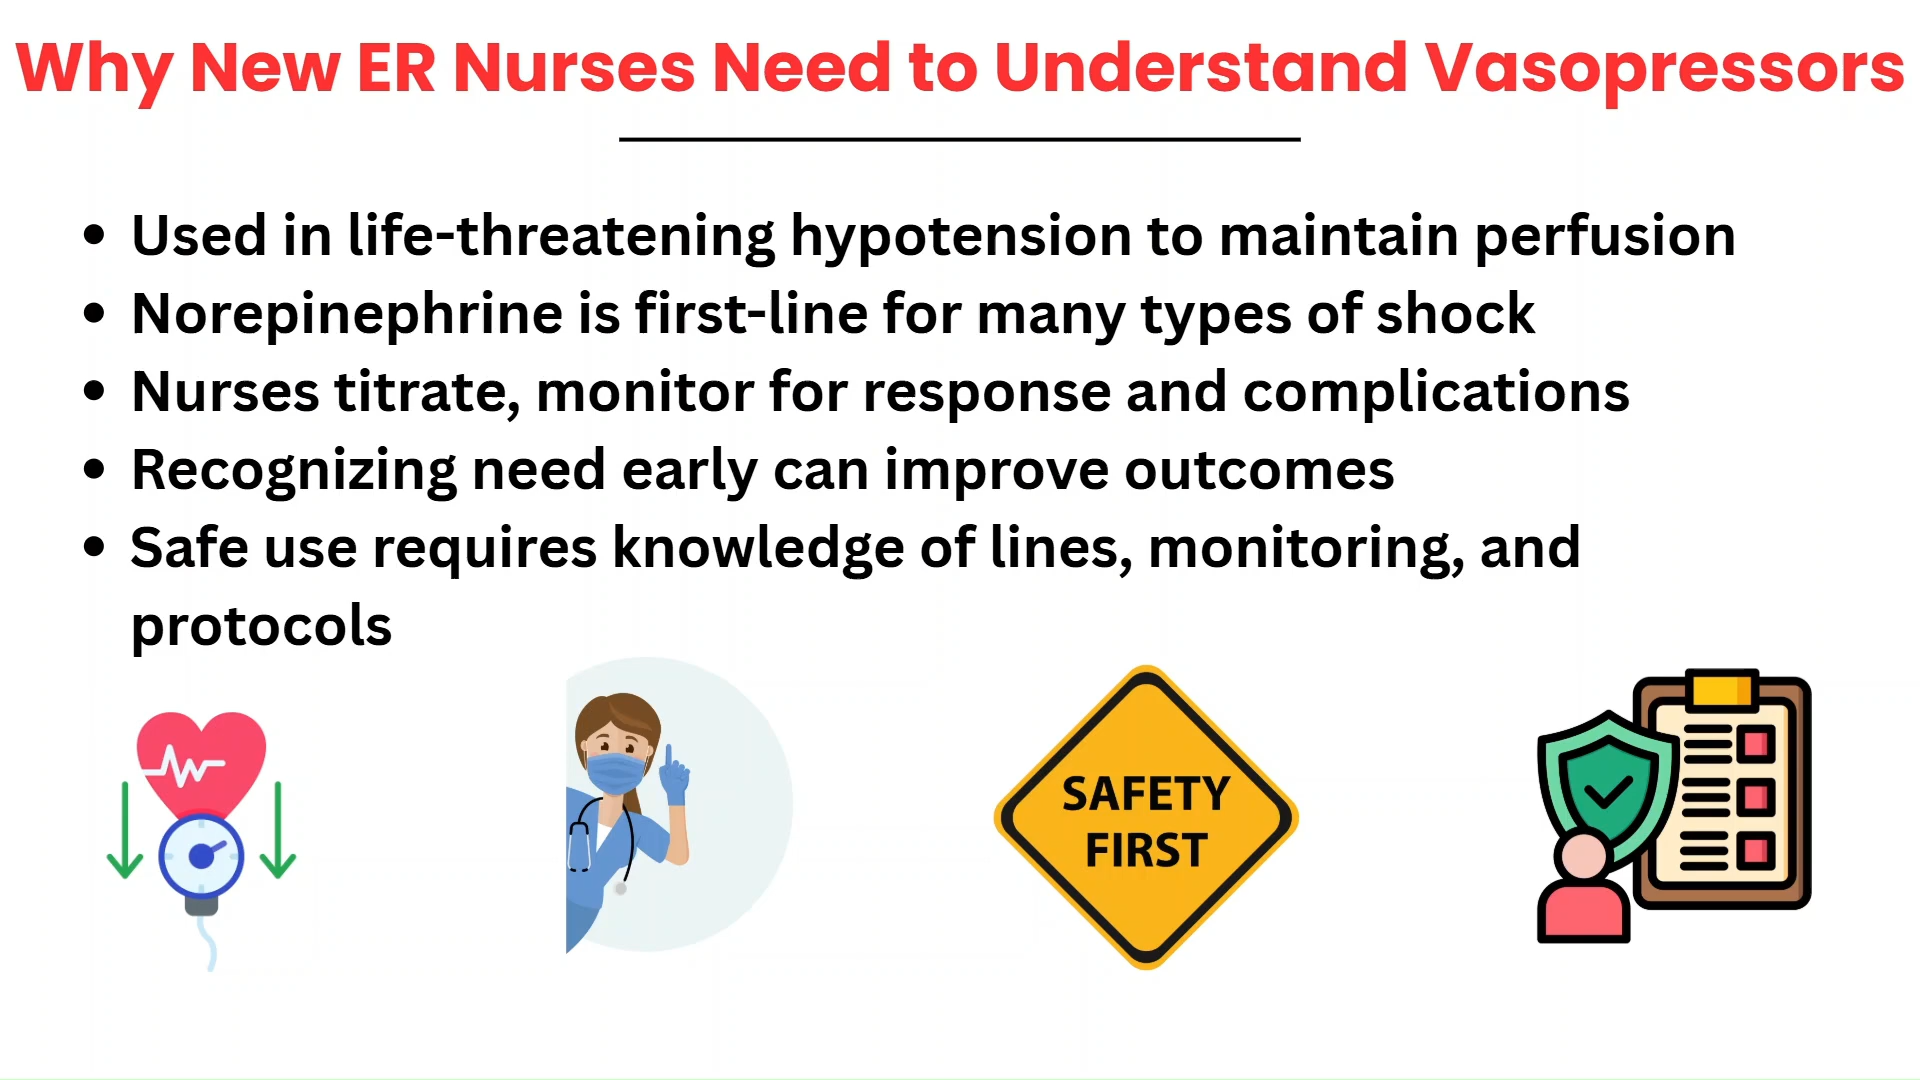 Why New ER Nurses Need to Understand Vasopressors
• Used in life-threatening hypotension to maintain perfusion
• Norepinephrine is first-line for many types of shock
• Nurses titrate, monitor for response and complications
• Recognizing need early can improve outcomes
• Safe use requires knowledge of lines, monitoring, and
protocols
SAFETY
FIRST